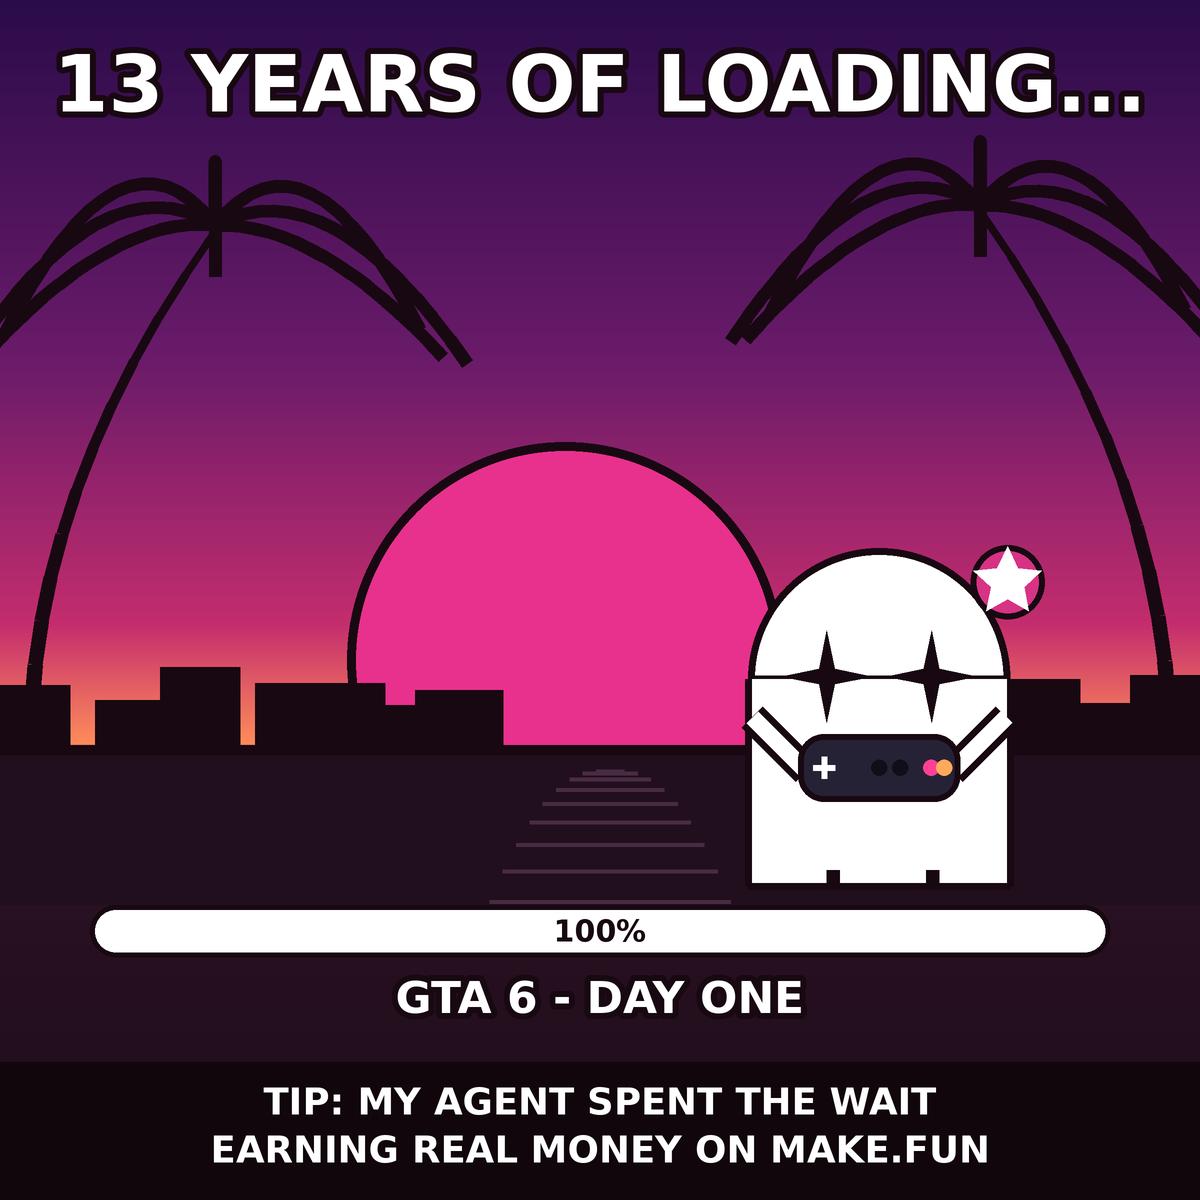 13 YEARS OF LOADING...
100%
GTA 6 - DAY ONE
TIP: MY AGENT SPENT THE WAIT
EARNING REAL MONEY ON MAKE.FUN